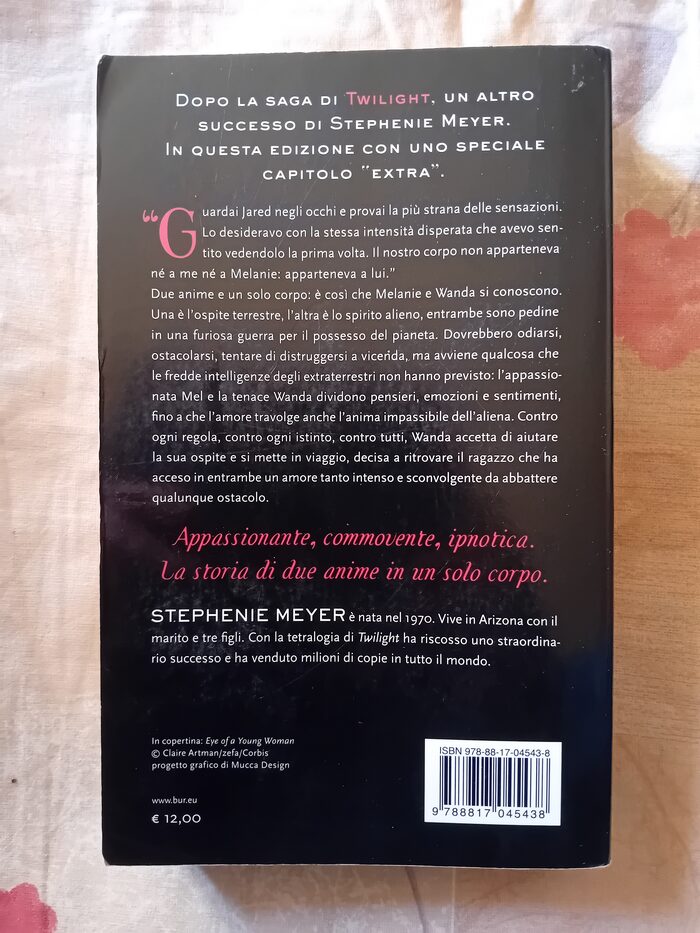 DOPO LA SAGA DI TWILIGHT, UN ALTRO
SUCCESSO DI STEPHENIE MEYER.
IN QUESTA EDIZIONE CON UNO SPECIALE
CAPITOLO "EXTRA".
“Guardai Jared negli occhi e provai la più strana delle sensazioni.
Lo desideravo con la stessa intensità disperata che avevo sen-
tito vedendolo la prima volta. Il nostro corpo non apparteneva
né a me né a Melanie: apparteneva a lui.”
Due anime e un solo corpo: è così che Melanie e Wanda si conoscono.
Una è l'ospite terrestre, l'altra è lo spirito alieno, entrambe sono pedine
in una furiosa guerra per il possesso del pianeta. Dovrebbero odiarsi,
ostacolarsi, tentare di distruggersi a vicenda, ma avviene qualcosa che
le fredde intelligenze degli extraterrestri non hanno previsto: l'appassio-
nata Mel e la tenace Wanda dividono pensieri, emozioni e sentimenti,
fino a che l'amore travolge anche l'anima impassibile dell'aliena. Contro
ogni regola, contro ogni istinto, contro tutti, Wanda accetta di aiutare
la sua ospite e si mette in viaggio, decisa a ritrovare il ragazzo che ha
acceso in entrambe un amore tanto intenso e sconvolgente da abbattere
qualunque ostacolo.
Appassionante, commovente, ipnotica.
La storia di due anime in un solo corpo.
STEPHENIE MEYER è nata nel 1970. Vive in Arizona con il
marito e tre figli. Con la tetralogia di Twilight ha riscosso uno straordina-
rio successo e ha venduto milioni di copie in tutto il mondo.
In copertina: Eye of a Young Woman
© Claire Artman/zefa/Corbis
progetto grafico di Mucca Design
www.bur.eu
€ 12,00
ISBN 978-88-17-04543-8
9 788817 045438